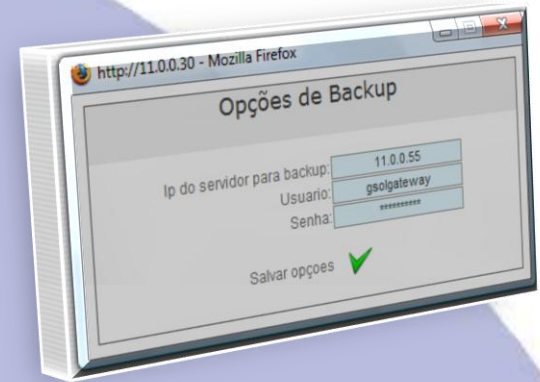 http://11.0.0.30 - Mozilla Firefox
Opções de Backup
Ip do servidor para backup: 11.0.0.55
Usuario: gsolgateway
Senha: **********
Salvar opçoes